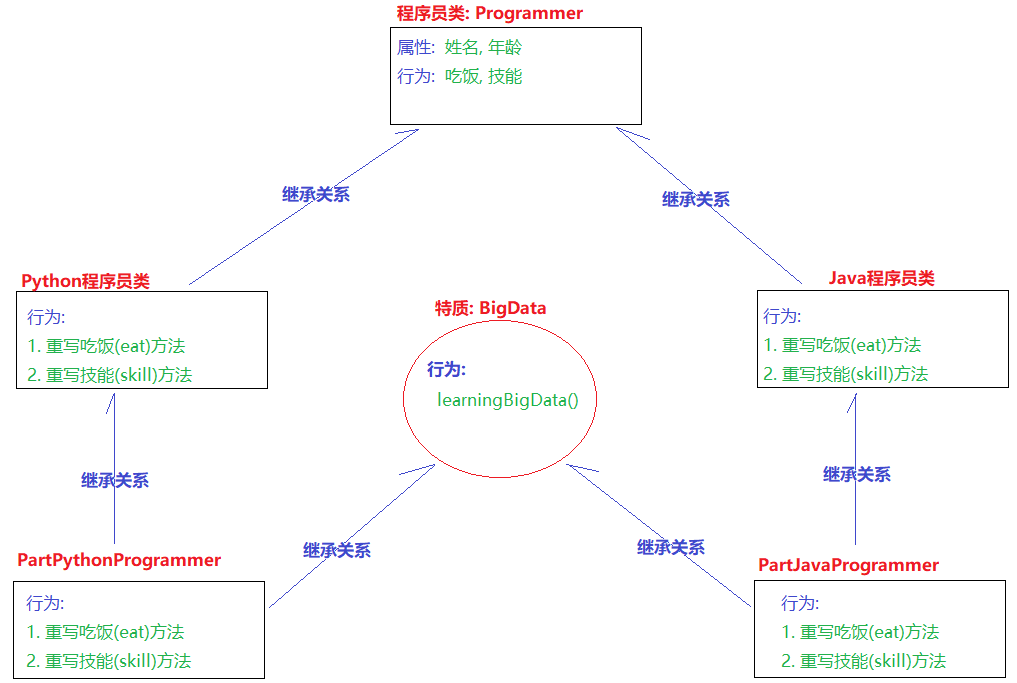 程序员类: Programmer
属性: 姓名, 年龄
行为: 吃饭, 技能
继承关系
继承关系
Python程序员类
行为:
1. 重写吃饭(eat)方法
2. 重写技能(skill)方法
特质: BigData
行为:
learningBigData()
Java程序员类
行为:
1. 重写吃饭(eat)方法
2. 重写技能(skill)方法
继承关系
继承关系
继承关系
继承关系
PartPythonProgrammer
行为:
1. 重写吃饭(eat)方法
2. 重写技能(skill)方法
PartJavaProgrammer
行为:
1. 重写吃饭(eat)方法
2. 重写技能(skill)方法